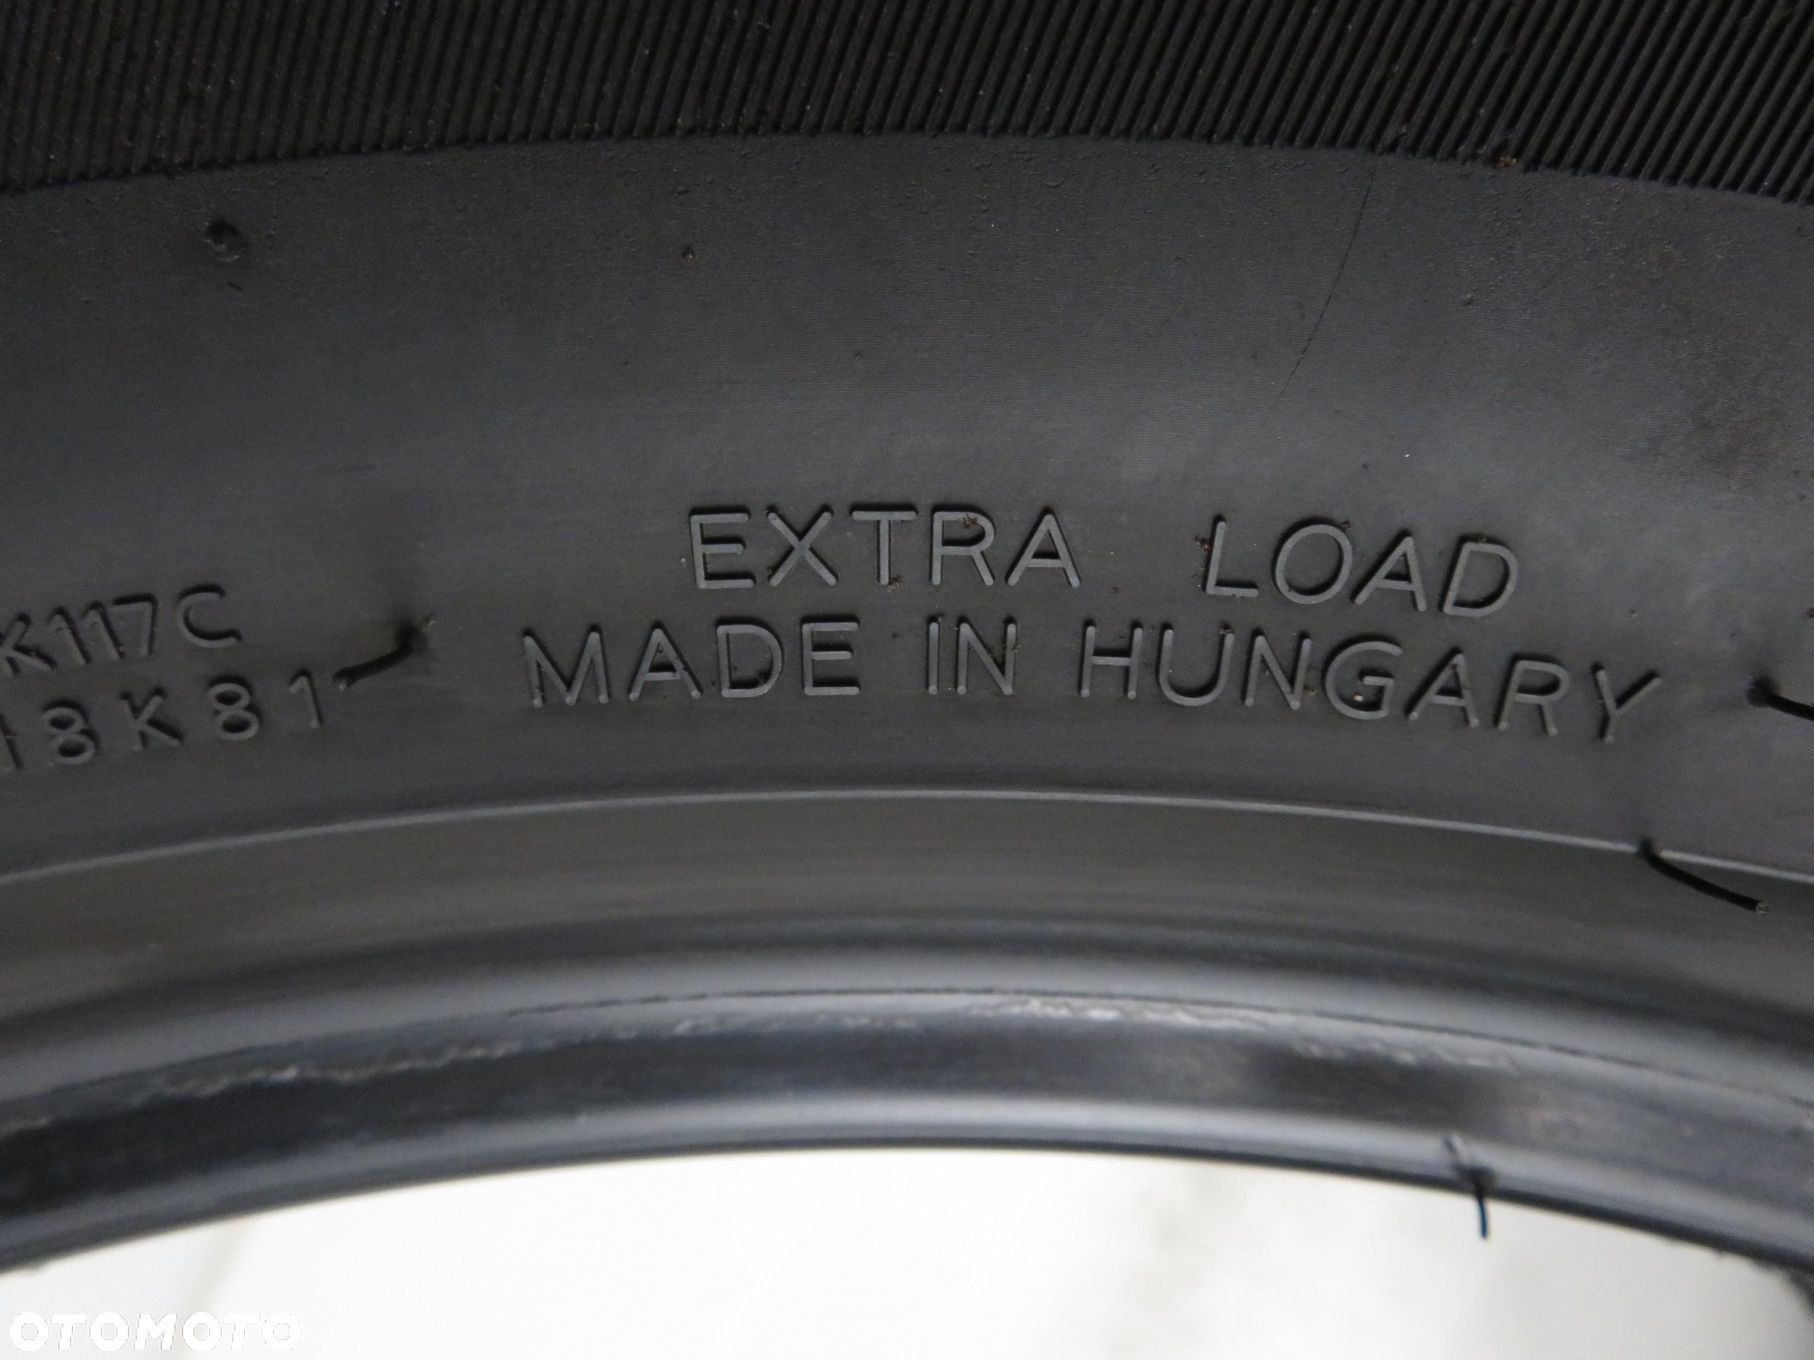 EXTRA LOAD
MADE IN HUNGARY
K117C
18K81
OTOMOTO